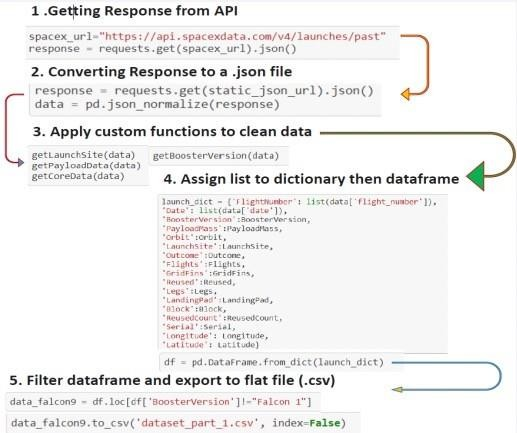 1 .Getting Response from API
spacex_url="https://api.spacexdata.com/v4/launches/past"
response = requests.get(spacex_url).json()
2. Converting Response to a .json file
response = requests.get(static_json_url).json()
data = pd.json_normalize(response)
3. Apply custom functions to clean data
getLaunchSite(data)
getPayloadData(data)
getCoreData(data)
getBoosterVersion(data)
4. Assign list to dictionary then dataframe
launch_dict = {'FlightNumber': list(data['flight_number']),
'Date': list(data['date']),
'BoosterVersion':BoosterVersion,
'PayloadMass':PayloadMass,
'Orbit':Orbit,
'LaunchSite':LaunchSite,
'Outcome':Outcome,
'Flights':Flights,
'GridFins':GridFins,
'Reused':Reused,
'Legs':Legs,
'LandingPad':LandingPad,
'Block':Block,
'ReusedCount':ReusedCount,
'Serial':Serial,
'Longitude': Longitude,
'Latitude': Latitude}
df = pd.DataFrame.from_dict(launch_dict)
5. Filter dataframe and export to flat file (.csv)
data_falcon9 = df.loc[df['BoosterVersion']!="Falcon 1"]
data_falcon9.to_csv('dataset_part_1.csv', index=False)